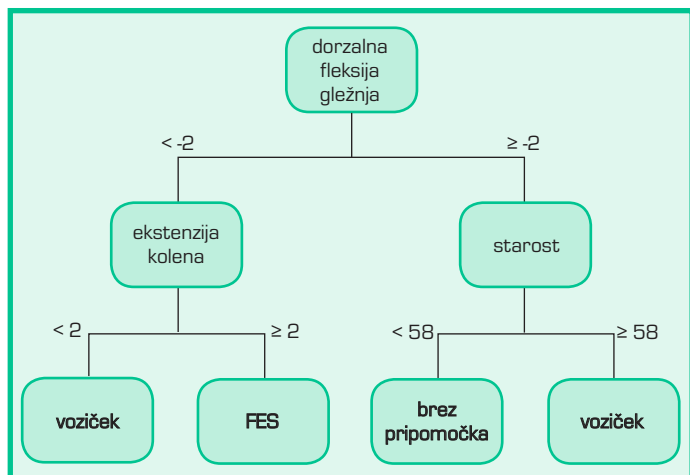 dorzalna
fleksija
gležnja
< -2
≥ -2
ekstenzija
kolena
starost
< 2
≥ 2
< 58
≥ 58
voziček
FES
brez
pripomočka
voziček